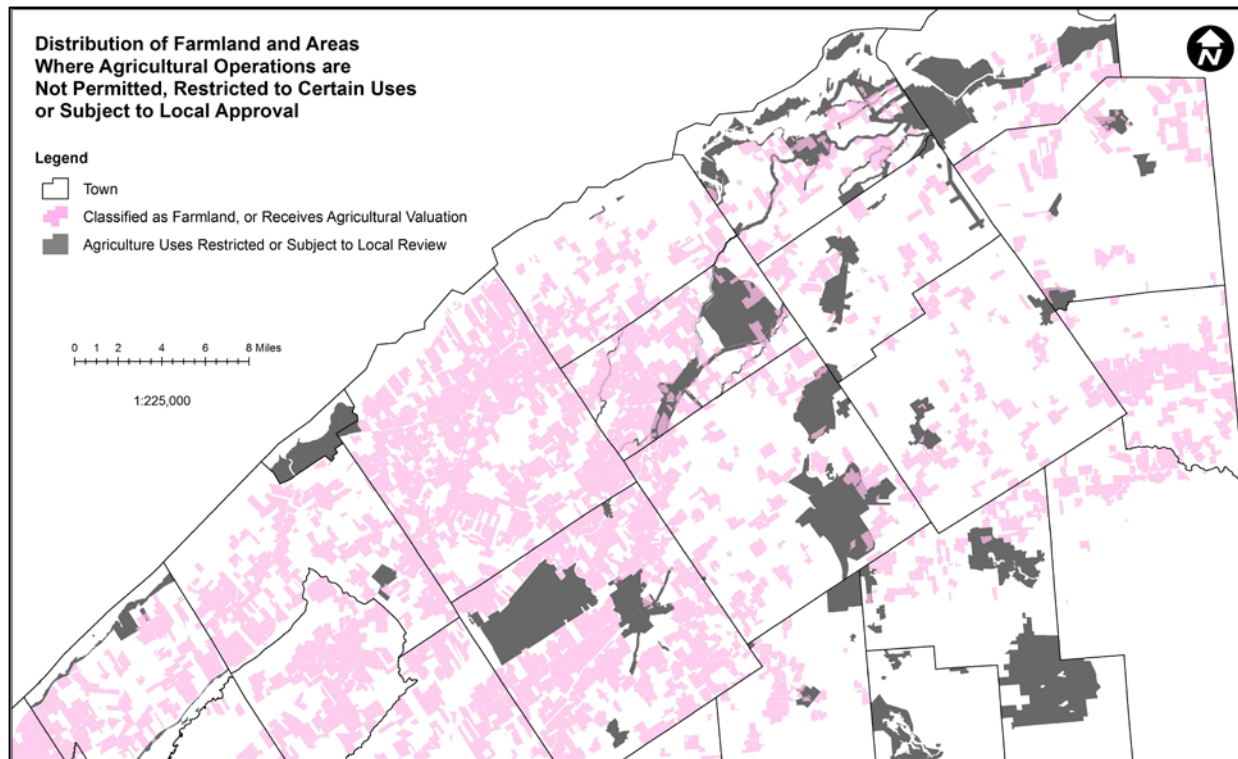 Distribution of Farmland and Areas
Where Agricultural Operations are
Not Permitted, Restricted to Certain Uses
or Subject to Local Approval
Legend
Town
Classified as Farmland, or Receives Agricultural Valuation
Agriculture Uses Restricted or Subject to Local Review
0 1 2 4 6 8 Miles
1:225,000
N